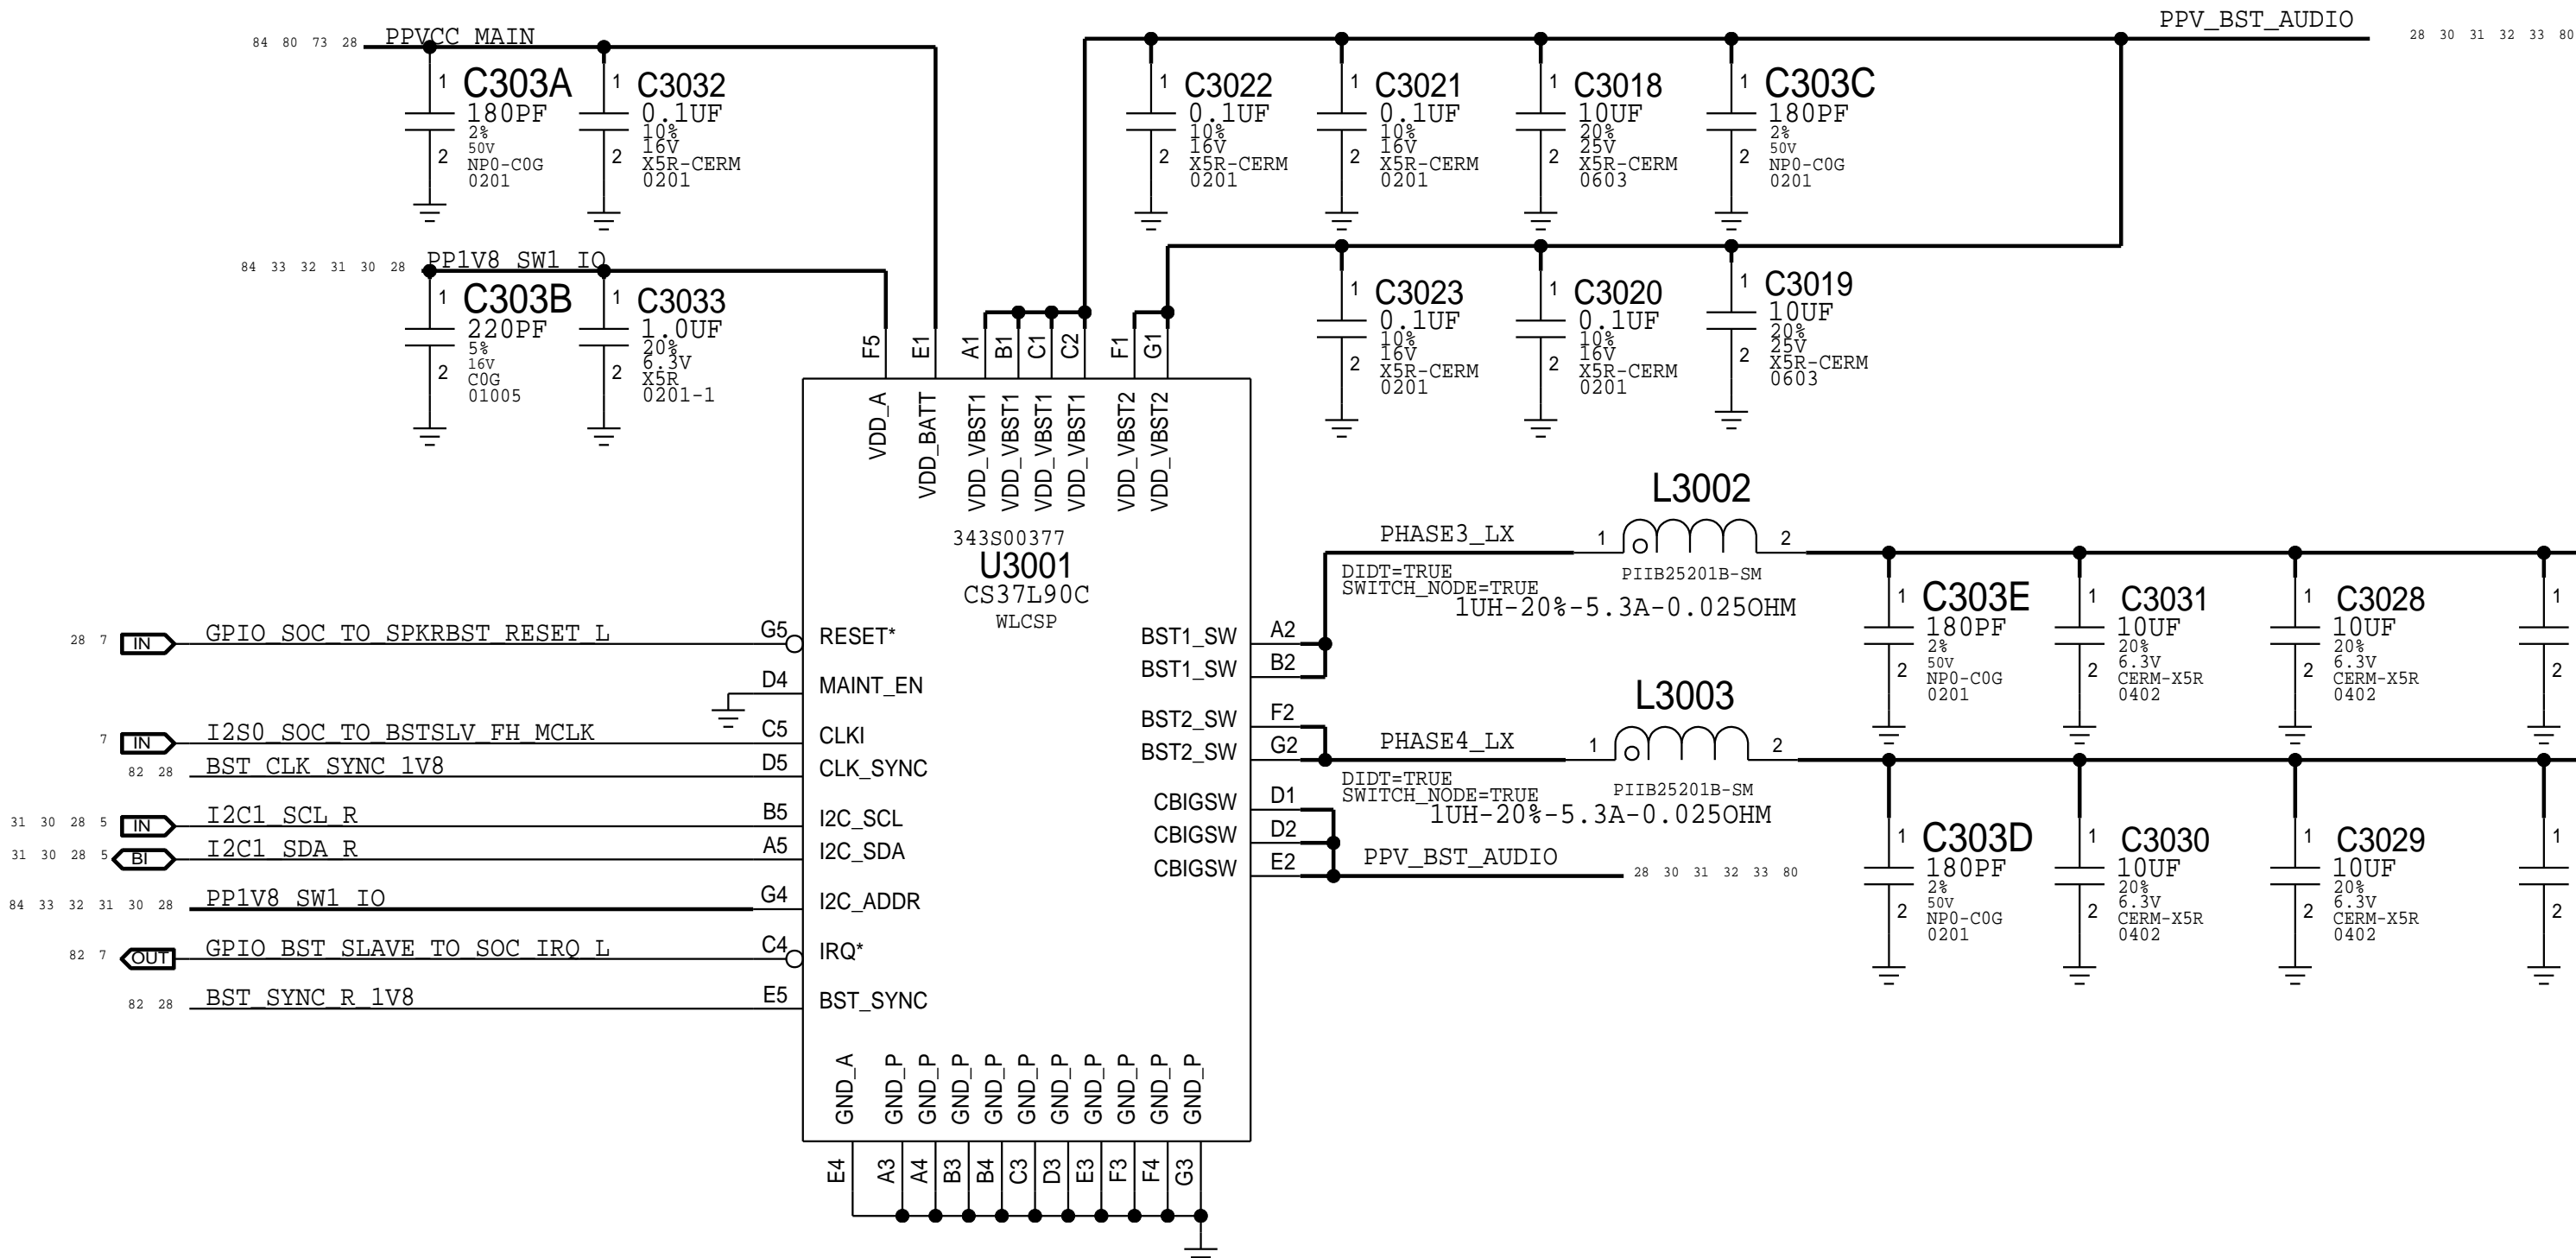 PPV_BST_AUDIO
28 30 31 32 33 80
84 80 73 28
PPVCC MAIN
1
C303A
180PF
2%
50V
NP0-C0G
0201
2
1
C3032
0.1UF
10%
16V
X5R-CERM
0201
2
1
C3022
0.1UF
10%
16V
X5R-CERM
0201
2
1
C3021
0.1UF
10%
16V
X5R-CERM
0201
2
1
C3018
10UF
20%
25V
X5R-CERM
0603
2
1
C303C
180PF
2%
50V
NP0-C0G
0201
2
84 33 32 31 30 28
PP1V8 SW1 IO
1
C303B
220PF
5%
16V
C0G
01005
2
1
C3033
1.0UF
20%
6.3V
X5R
0201-1
2
1
C3023
0.1UF
10%
16V
X5R-CERM
0201
2
1
C3020
0.1UF
10%
16V
X5R-CERM
0201
2
1
C3019
10UF
20%
25V
X5R-CERM
0603
2
F5
E1
A1
B1
C1
C2
F1
G1
VDD_A
VDD_BATT
VDD_VBST1
VDD_VBST1
VDD_VBST1
VDD_VBST1
VDD_VBST2
VDD_VBST2
343S00377
U3001
CS37L90C
WLCSP
28 7
IN
GPIO_SOC_TO_SPKRBST_RESET_L
G5
RESET*
D4
MAINT_EN
7
IN
I2S0_SOC_TO_BSTSLV_FH_MCLK
C5
CLKI
82 28
BST_CLK_SYNC_1V8
D5
CLK_SYNC
31 30 28 5
IN
I2C1_SCL_R
B5
I2C_SCL
31 30 28 5
BI
I2C1_SDA_R
A5
I2C_SDA
84 33 32 31 30 28
PP1V8_SW1_IO
G4
I2C_ADDR
82 7
OUT
GPIO_BST_SLAVE_TO_SOC_IRQ_L
C4
IRQ*
82 28
BST_SYNC_R_1V8
E5
BST_SYNC
BST1_SW
A2
BST1_SW
B2
BST2_SW
F2
BST2_SW
G2
CBIGSW
D1
CBIGSW
D2
CBIGSW
E2
L3002
PHASE3_LX
1
2
DIDT=TRUE
SWITCH_NODE=TRUE
PIIB25201B-SM
1UH-20%-5.3A-0.025OHM
L3003
PHASE4_LX
1
2
DIDT=TRUE
SWITCH_NODE=TRUE
PIIB25201B-SM
1UH-20%-5.3A-0.025OHM
PPV_BST_AUDIO
28 30 31 32 33 80
1
C303E
180PF
2%
50V
NP0-C0G
0201
2
1
C3031
10UF
20%
6.3V
CERM-X5R
0402
2
1
C3028
10UF
20%
6.3V
CERM-X5R
0402
2
1
2
1
C303D
180PF
2%
50V
NP0-C0G
0201
2
1
C3030
10UF
20%
6.3V
CERM-X5R
0402
2
1
C3029
10UF
20%
6.3V
CERM-X5R
0402
2
1
2
GND_A
GND_P
GND_P
GND_P
GND_P
GND_P
GND_P
GND_P
GND_P
GND_P
GND_P
E4
A3
A4
B3
B4
C3
D3
E3
F3
F4
G3